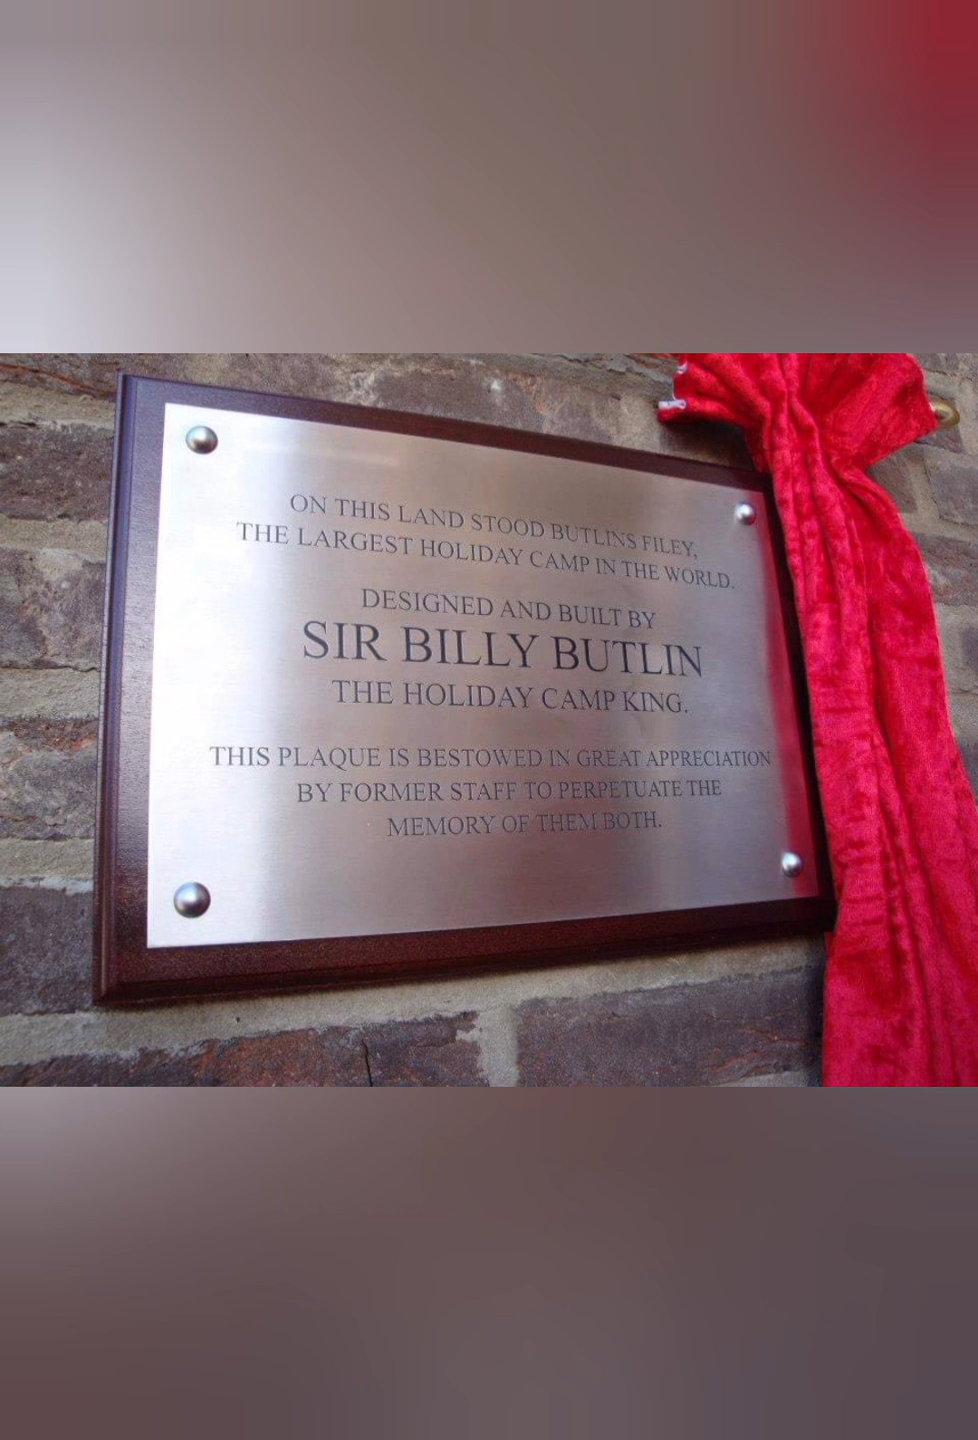 ON THIS LAND STOOD BUTLINS FILEY,
THE LARGEST HOLIDAY CAMP IN THE WORLD.
DESIGNED AND BUILT BY
SIR BILLY BUTLIN
THE HOLIDAY CAMP KING.
THIS PLAQUE IS BESTOWED IN GREAT APPRECIATION
BY FORMER STAFF TO PERPETUATE THE
MEMORY OF THEM BOTH.